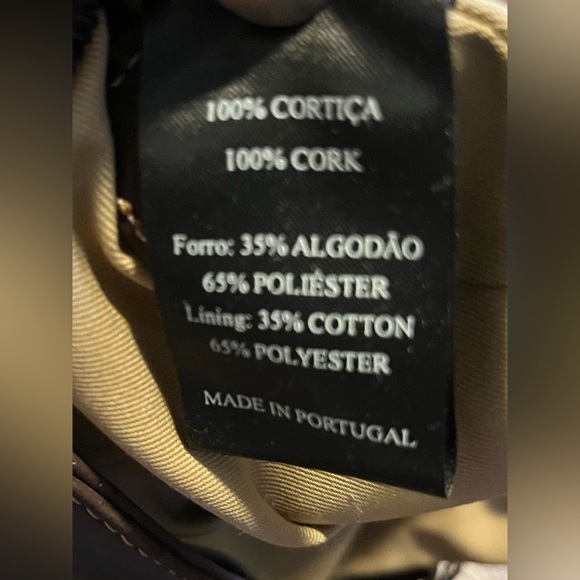 100% CORTIÇA
100% CORK
Forro: 35% ALGODÃO
65% POLIÉSTER
Lining: 35% COTTON
65% POLYESTER
MADE IN PORTUGAL